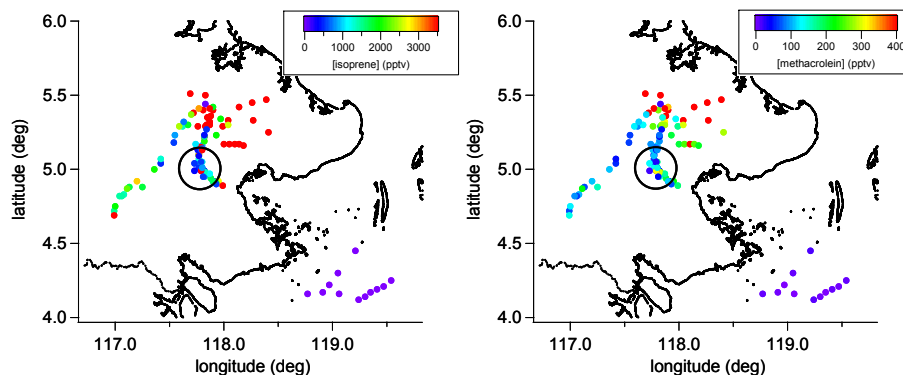 6.0
5.5
5.0
4.5
4.0
latitude (deg)
117.0 118.0 119.0
longitude (deg)
0 1000 2000 3000
[isoprene] (pptv)
6.0
5.5
5.0
4.5
4.0
latitude (deg)
117.0 118.0 119.0
longitude (deg)
0 100 200 300 400
[methacrolein] (pptv)